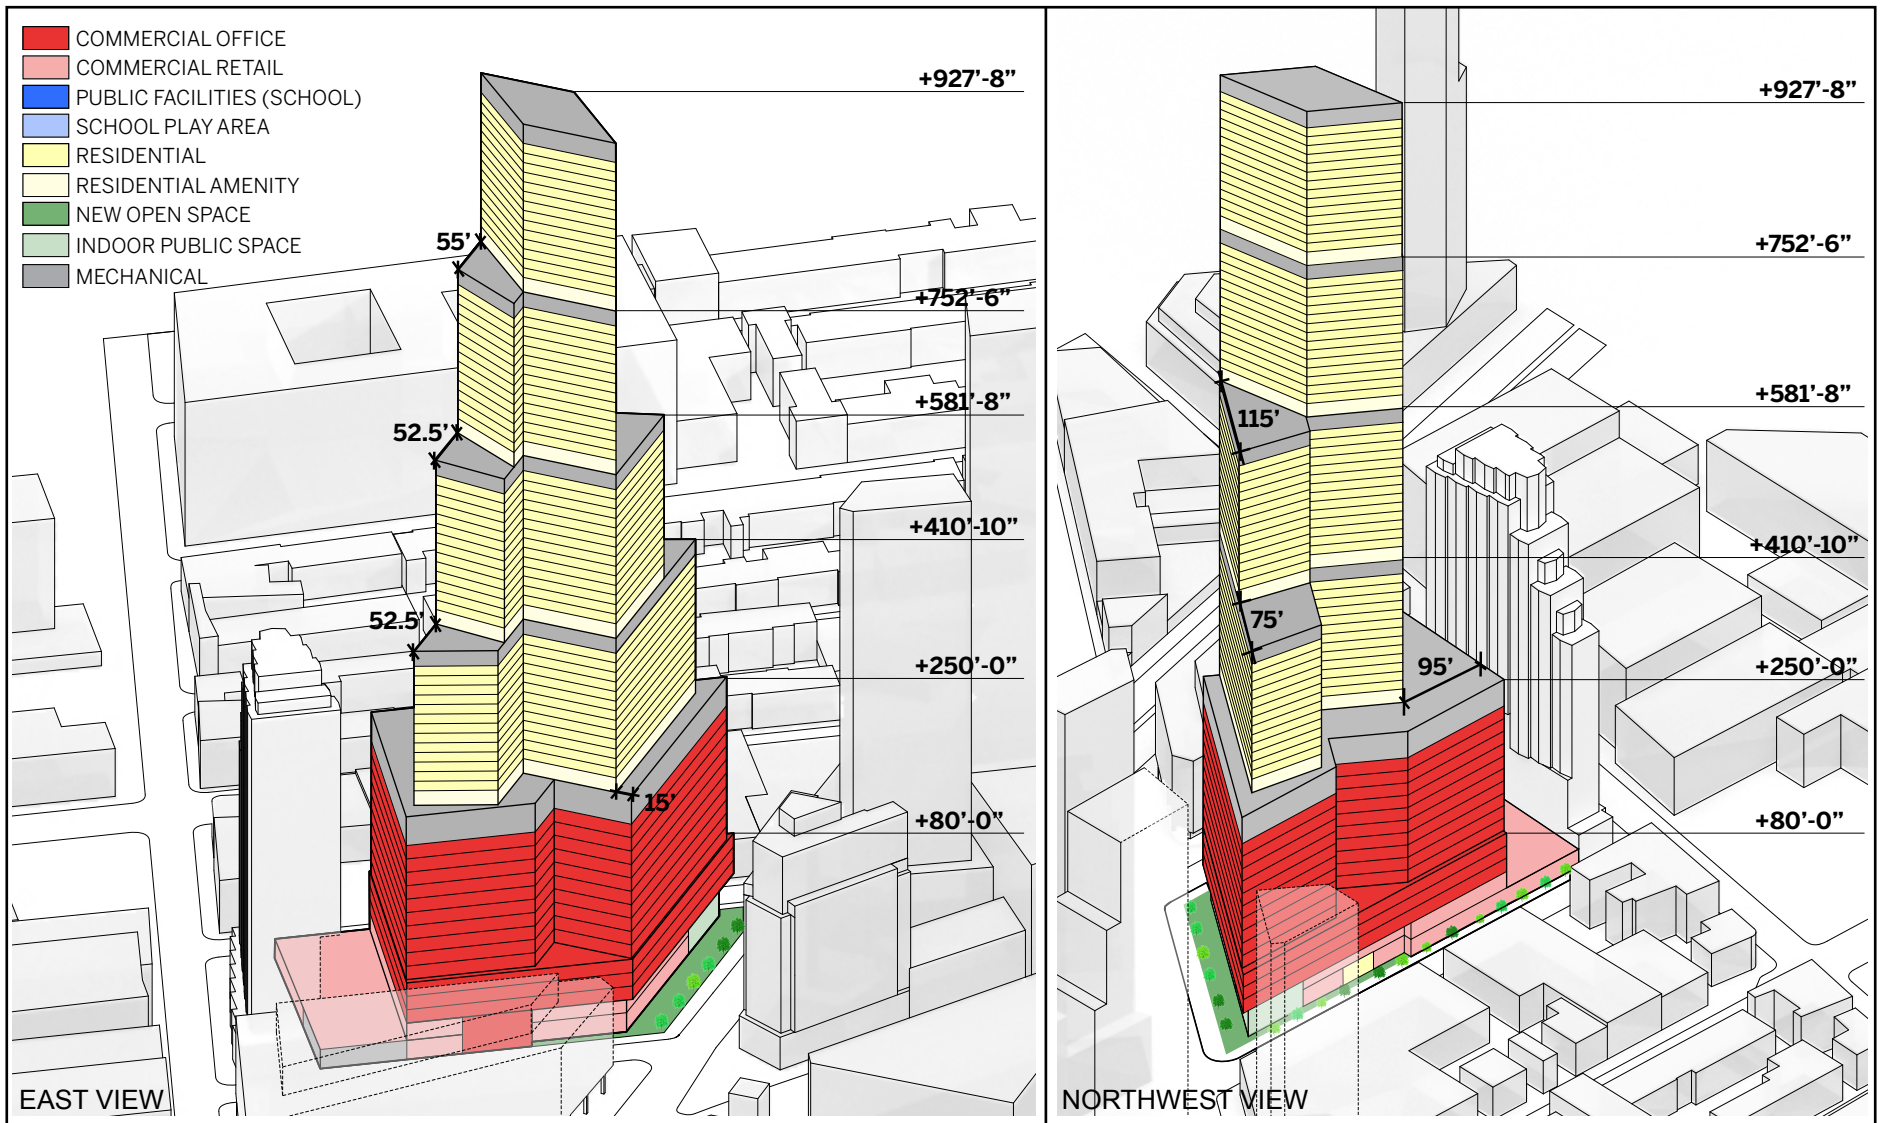 COMMERCIAL OFFICE
COMMERCIAL RETAIL
PUBLIC FACILITIES (SCHOOL)
SCHOOL PLAY AREA
RESIDENTIAL
RESIDENTIAL AMENITY
NEW OPEN SPACE
INDOOR PUBLIC SPACE
MECHANICAL
+927'-8”
55'
+752'-6”
+581'-8”
52.5'
+410'-10”
52.5'
+250'-0”
15'
+80'-0”
EAST VIEW
+927'-8”
+752'-6”
+581'-8”
115'
+410'-10”
75'
95'
+250'-0”
+80'-0”
NORTHWEST VIEW